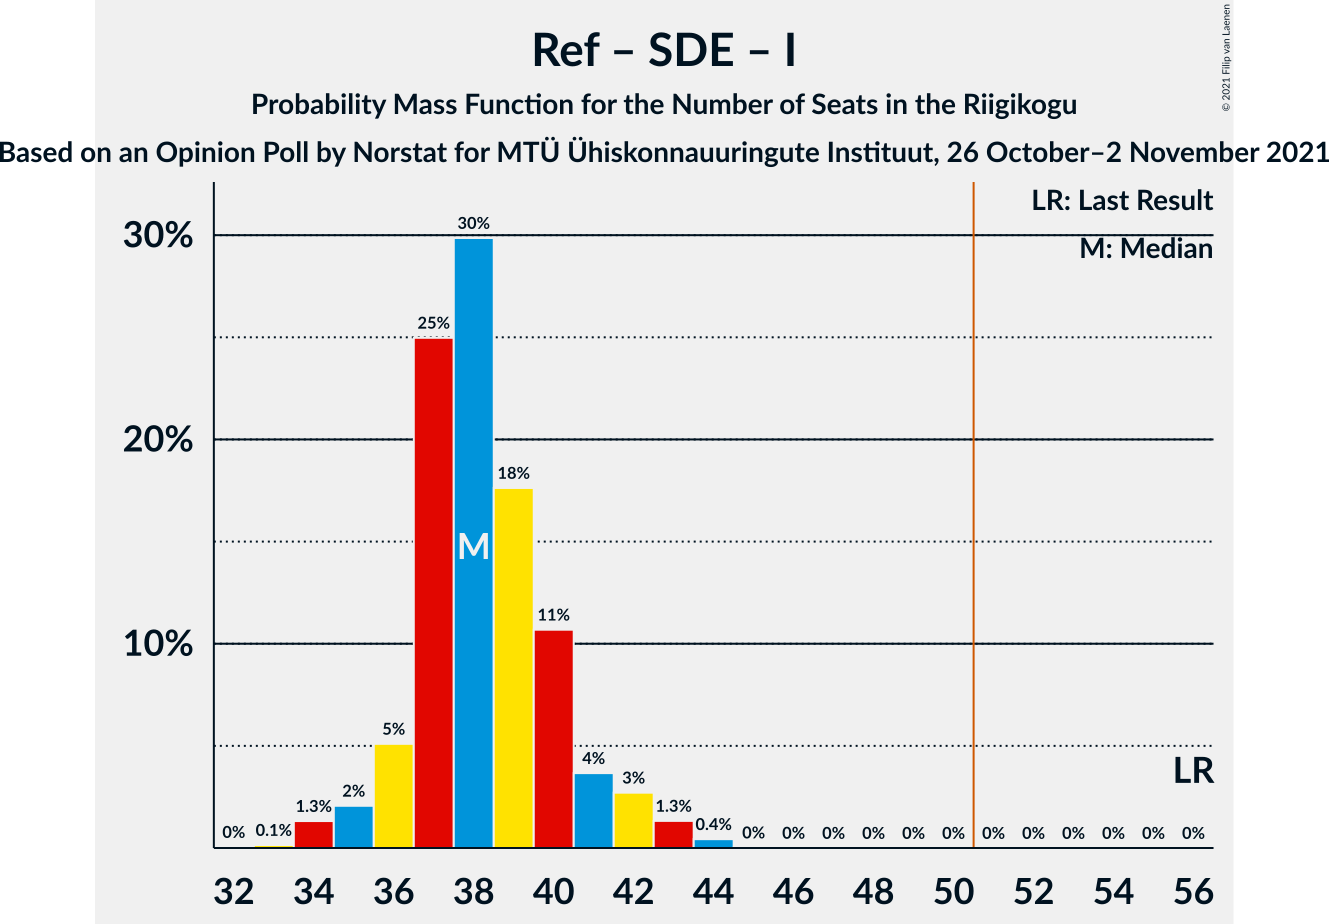 Ref – SDE – I
Probability Mass Function for the Number of Seats in the Riigikogu
Based on an Opinion Poll by Norstat for MTÜ Ühiskonnauuringute Instituut, 26 October–2 November 2021
© 2021 Filip van Laenen
LR: Last Result
M: Median
30%
20%
10%
0% 0.1% 1.3% 2% 5% 25% 30% 18% 11% 4% 3% 1.3% 0.4% 0% 0% 0% 0% 0% 0% 0% 0% 0% 0% 0% 0%
M
LR
32 34 36 38 40 42 44 46 48 50 52 54 56